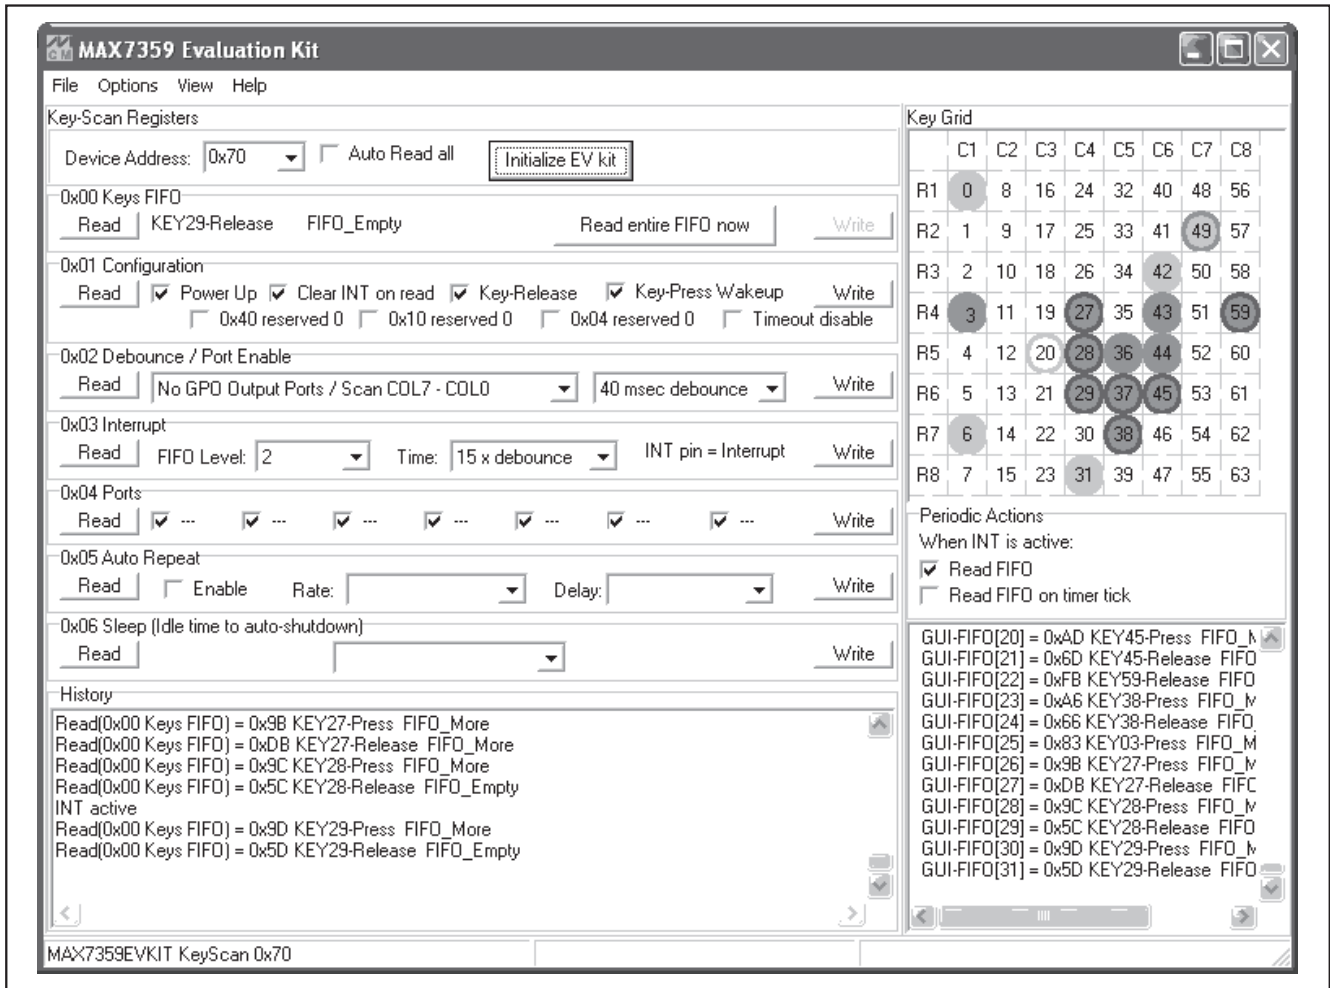 MAX7359 Evaluation Kit
File Options View Help
Key-Scan Registers
Device Address: 0x70 Auto Read all Initialize EV kit
0x00 Keys FIFO
Read KEY29-Release FIFO_Empty Read entire FIFO now Write
0x01 Configuration
Read Power Up Clear INT on read Key-Release Key-Press Wakeup Write
0x40 reserved 0 0x10 reserved 0 0x04 reserved 0 Timeout disable
0x02 Debounce / Port Enable
Read No GPO Output Ports / Scan COL7 - COL0 40 msec debounce Write
0x03 Interrupt
Read FIFO Level: 2 Time: 15 x debounce INT pin = Interrupt Write
0x04 Ports
Read --- --- --- --- --- --- --- Write
0x05 Auto Repeat
Read Enable Rate: Delay: Write
0x06 Sleep (Idle time to auto-shutdown)
Read Write
History
Read(0x00 Keys FIFO) = 0x9B KEY27-Press FIFO_More
Read(0x00 Keys FIFO) = 0xDB KEY27-Release FIFO_More
Read(0x00 Keys FIFO) = 0x9C KEY28-Press FIFO_More
Read(0x00 Keys FIFO) = 0x5C KEY28-Release FIFO_Empty
INT active
Read(0x00 Keys FIFO) = 0x9D KEY29-Press FIFO_More
Read(0x00 Keys FIFO) = 0x5D KEY29-Release FIFO_Empty
Key Grid
C1 C2 C3 C4 C5 C6 C7 C8
R1 0 8 16 24 32 40 48 56
R2 1 9 17 25 33 41 49 57
R3 2 10 18 26 34 42 50 58
R4 3 11 19 27 35 43 51 59
R5 4 12 20 28 36 44 52 60
R6 5 13 21 29 37 45 53 61
R7 6 14 22 30 38 46 54 62
R8 7 15 23 31 39 47 55 63
Periodic Actions
When INT is active:
Read FIFO
Read FIFO on timer tick
GUI-FIFO[20] = 0xAD KEY45-Press FIFO_
GUI-FIFO[21] = 0x6D KEY45-Release FIFO
GUI-FIFO[22] = 0xFB KEY59-Release FIFO
GUI-FIFO[23] = 0xA6 KEY38-Press FIFO_
GUI-FIFO[24] = 0x66 KEY38-Release FIFO_
GUI-FIFO[25] = 0x83 KEY03-Press FIFO_M
GUI-FIFO[26] = 0x9B KEY27-Press FIFO_
GUI-FIFO[27] = 0xDB KEY27-Release FIF
GUI-FIFO[28] = 0x9C KEY28-Press FIFO_
GUI-FIFO[29] = 0x5C KEY28-Release FIFO
GUI-FIFO[30] = 0x9D KEY29-Press FIFO_
GUI-FIFO[31] = 0x5D KEY29-Release FIFO
MAX7359EVKIT KeyScan 0x70